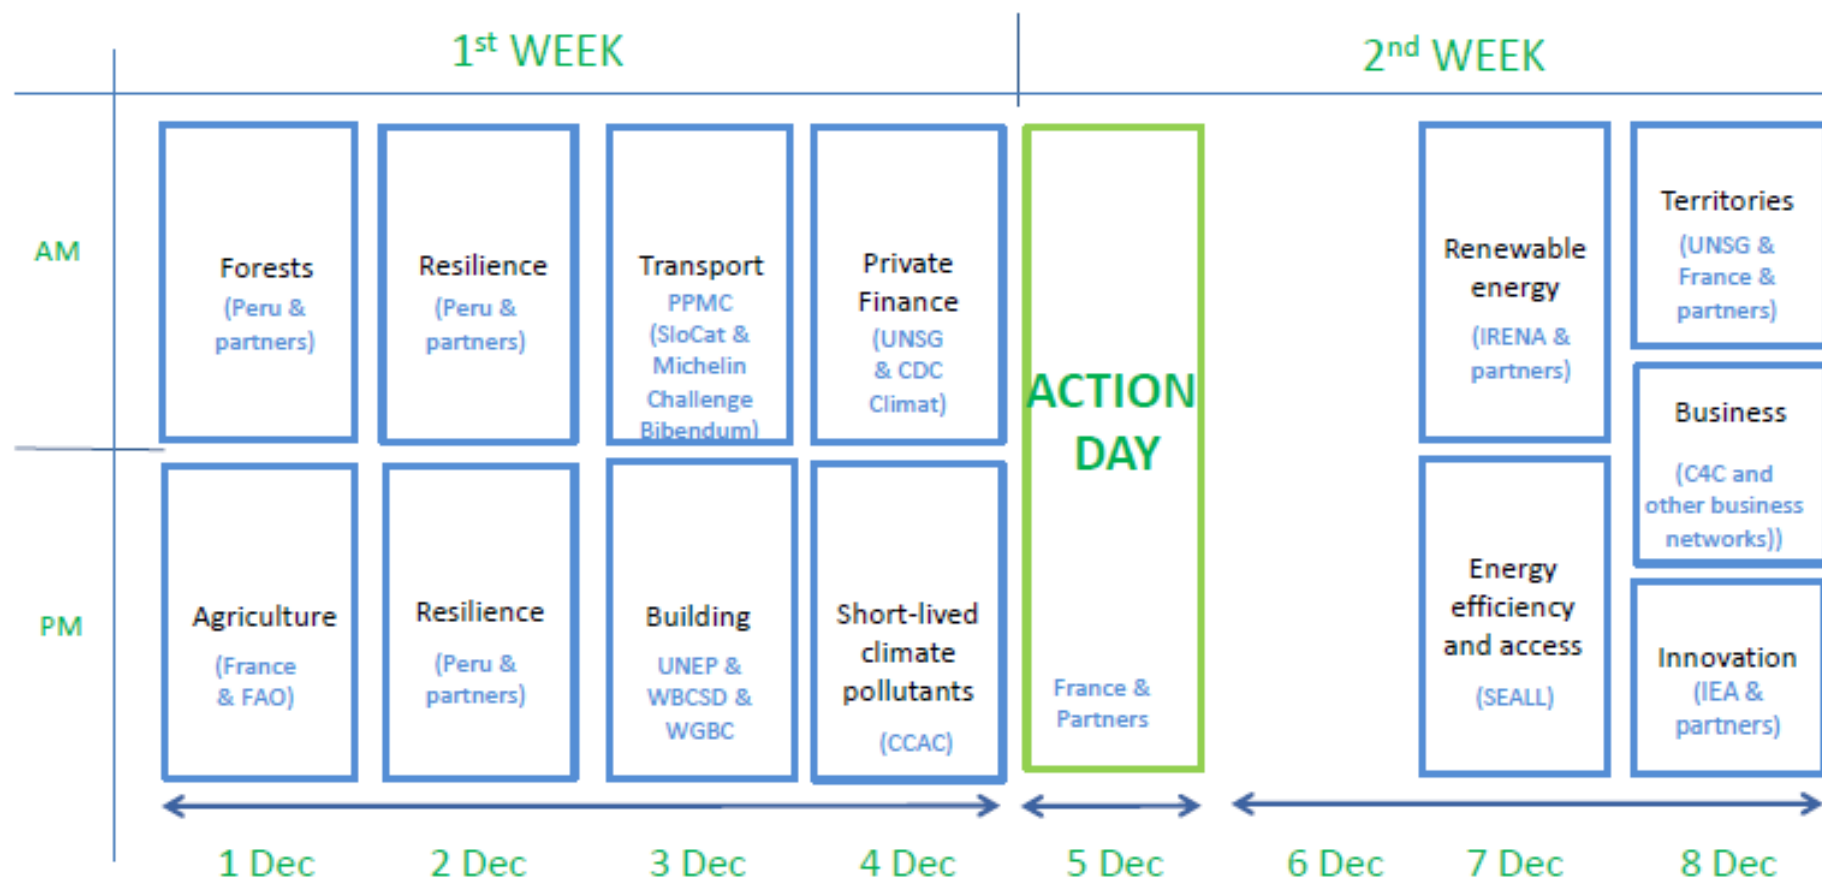 1st WEEK
2nd WEEK
AM
Forests
(Peru &
partners)
Resilience
(Peru &
partners)
Transport
PPMC
(SloCat &
Michelin
Challenge
Bibendum)
Private
Finance
(UNSG
& CDC
Climat)
ACTION
DAY
France &
Partners
Renewable
energy
(IRENA &
partners)
Territories
(UNSG &
France &
partners)
Business
(C4C and
other business
networks))
PM
Agriculture
(France
& FAO)
Resilience
(Peru &
partners)
Building
UNEP &
WBCSD &
WGBC
Short-lived
climate
pollutants
(CCAC)
Energy
efficiency
and access
(SEALL)
Innovation
(IEA &
partners)
1 Dec
2 Dec
3 Dec
4 Dec
5 Dec
6 Dec
7 Dec
8 Dec